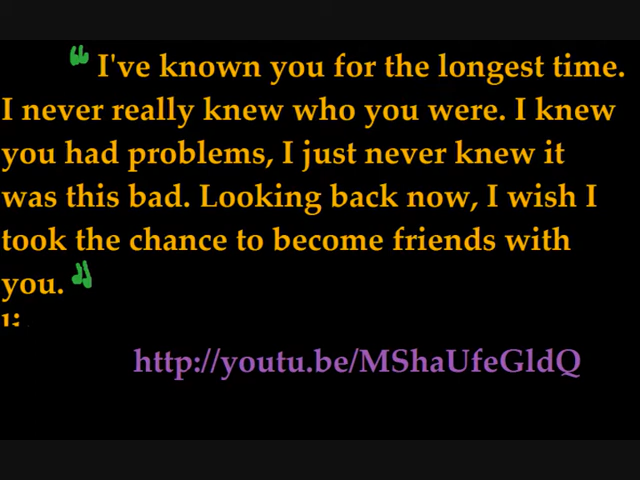 " I've known you for the longest time.
I never really knew who you were. I knew
you had problems, I just never knew it
was this bad. Looking back now, I wish I
took the chance to become friends with
you. "
http://youtu.be/MShaUfeGldQ